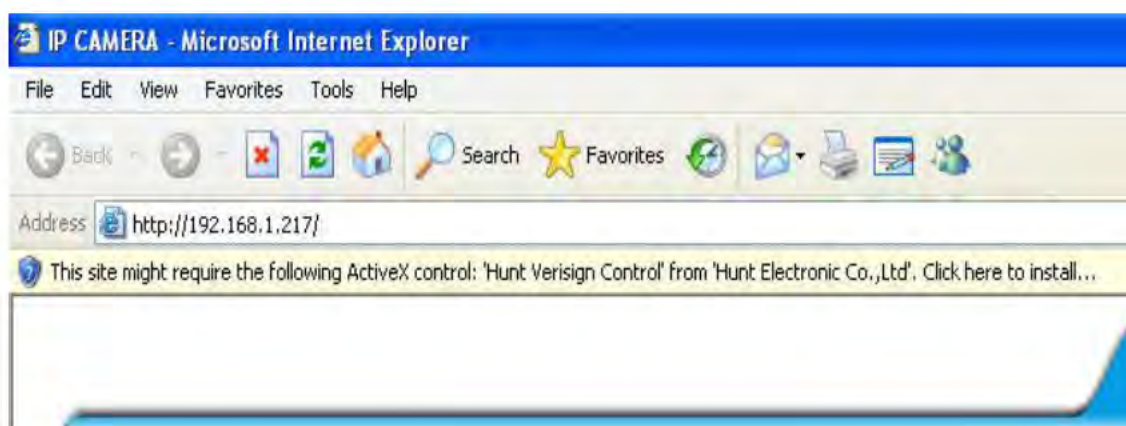 IP CAMERA - Microsoft Internet Explorer
File Edit View Favorites Tools Help
Back Search Favorites
Address http://192.168.1.217/
This site might require the following ActiveX control: 'Hunt Verisign Control' from 'Hunt Electronic Co.,Ltd'. Click here to install...